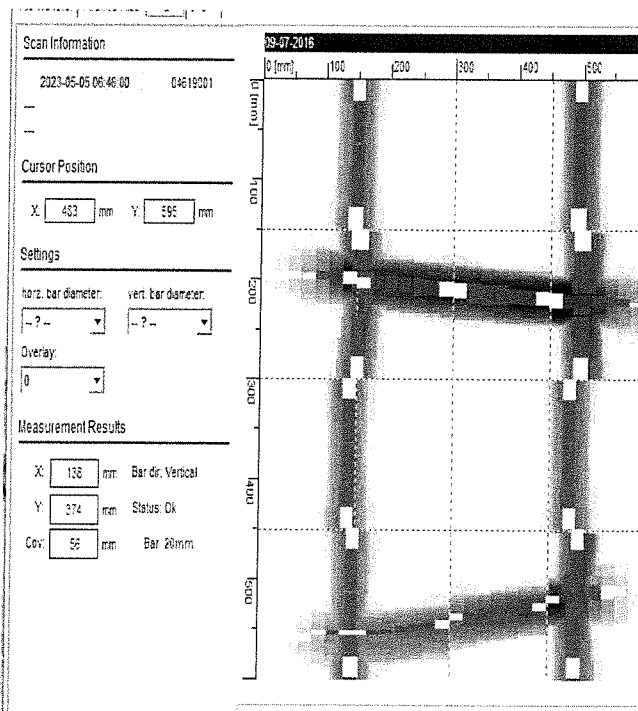 Scan Information
2023-05-05 06:46:00 04619001
Cursor Position
X: 483 mm Y: 595 mm
Settings
horz. bar diameter: vert. bar diameter:
-- ? -- -- ? --
Overlay:
0
Measurement Results
X: 138 mm Bar dir: Vertical
Y: 374 mm Status: Ok
Cov: 56 mm Bar 20mm
09-07-2016
0 [mm] 100 200 300 400 500
0 [mm]
100
200
300
400
500